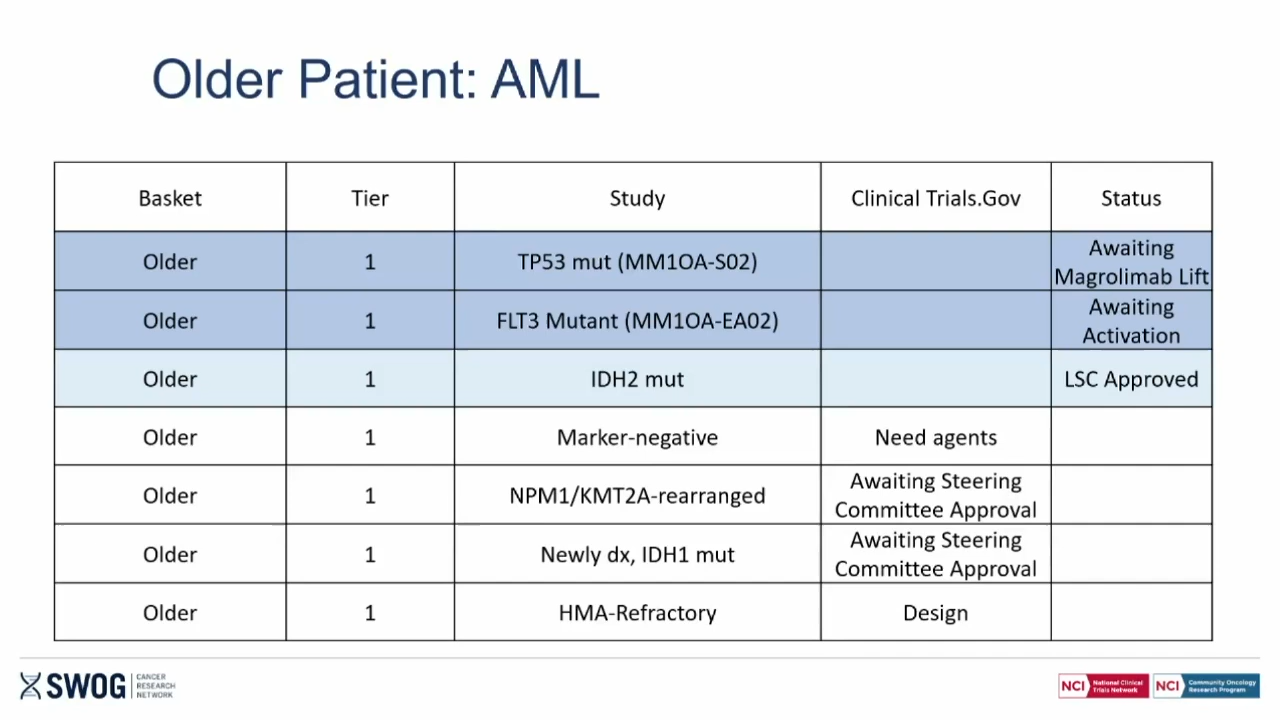 Older Patient: AML
Basket Tier Study Clinical Trials.Gov Status
Older 1 TP53 mut (MM1OA-S02) Awaiting
Magrolimab Lift
Older 1 FLT3 Mutant (MM1OA-EA02) Awaiting
Activation
Older 1 IDH2 mut LSC Approved
Older 1 Marker-negative Need agents
Older 1 NPM1/KMT2A-rearranged Awaiting Steering
Committee Approval
Older 1 Newly dx, IDH1 mut Awaiting Steering
Committee Approval
Older 1 HMA-Refractory Design
SWOG
CANCER
RESEARCH
NETWORK
NCI
National Clinical
Trials Network
NCI
Community Oncology
Research Program